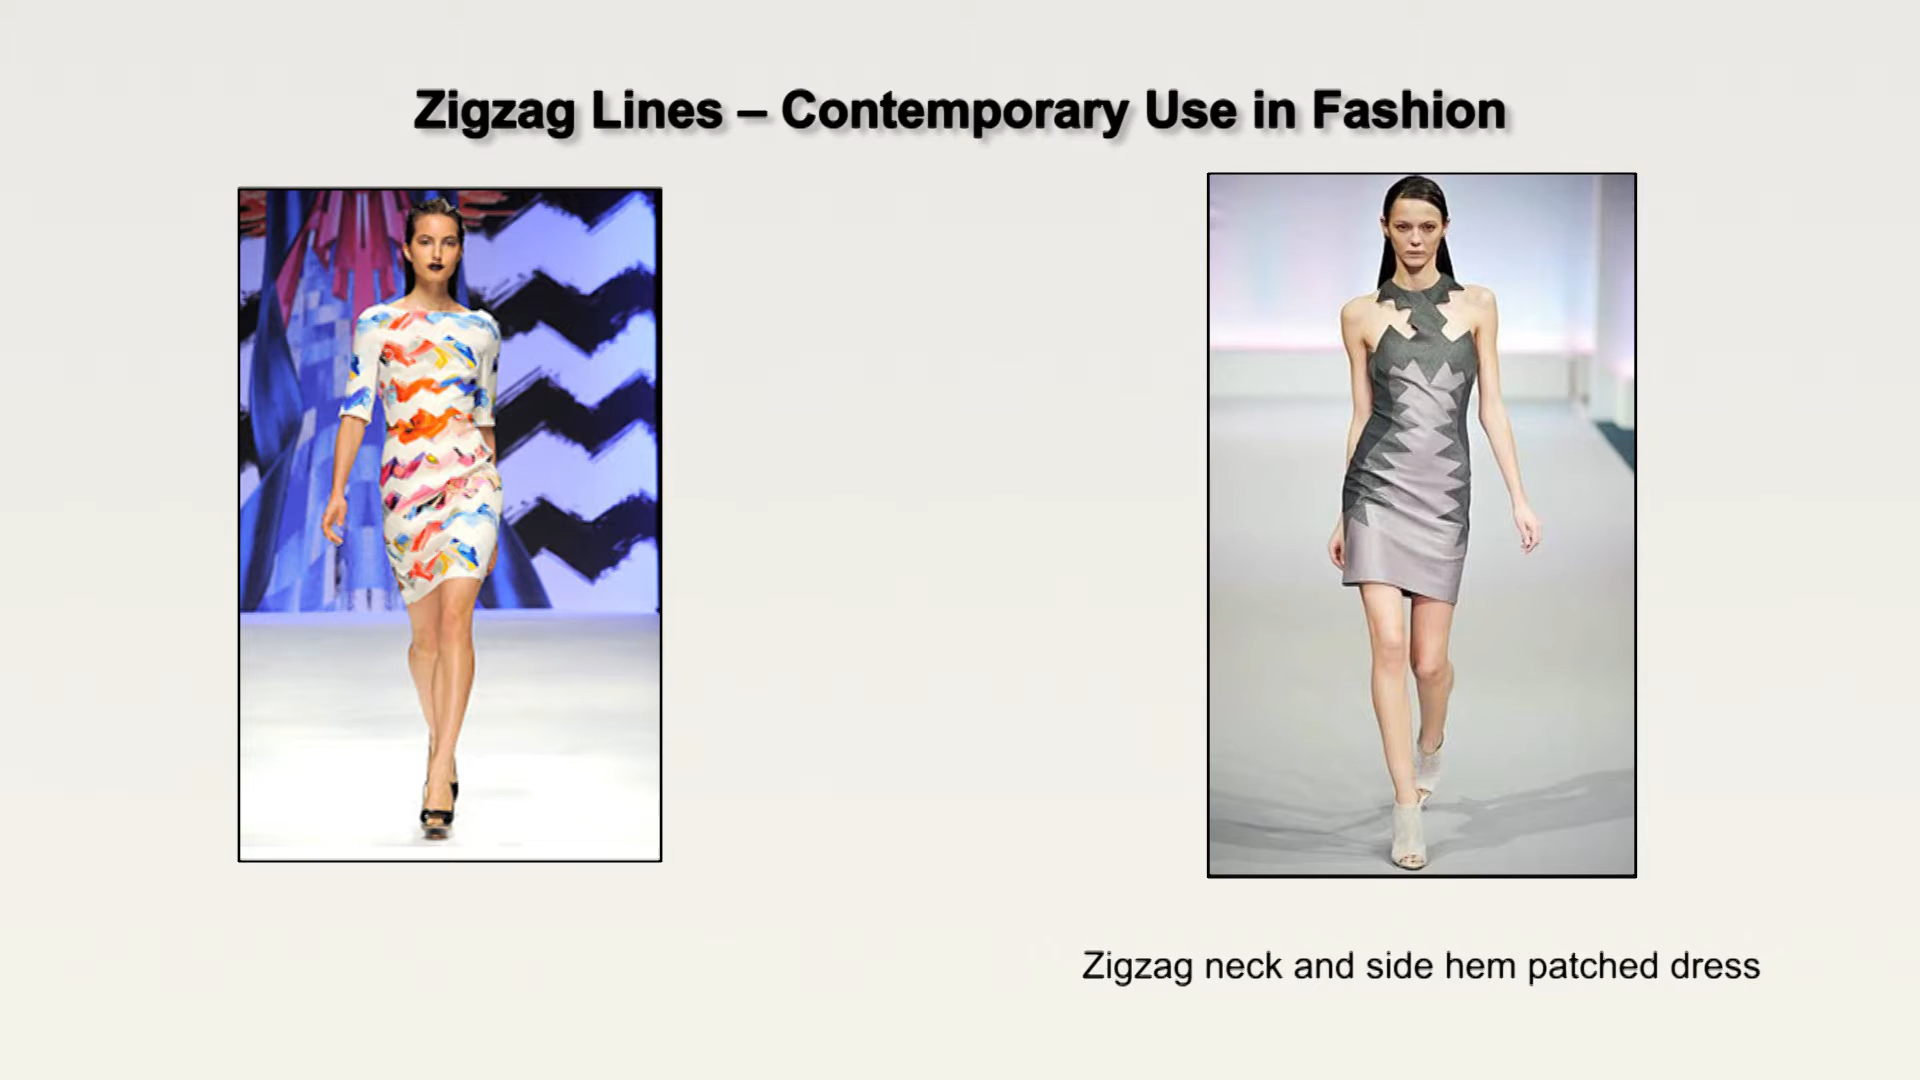 Zigzag Lines – Contemporary Use in Fashion
Zigzag neck and side hem patched dress